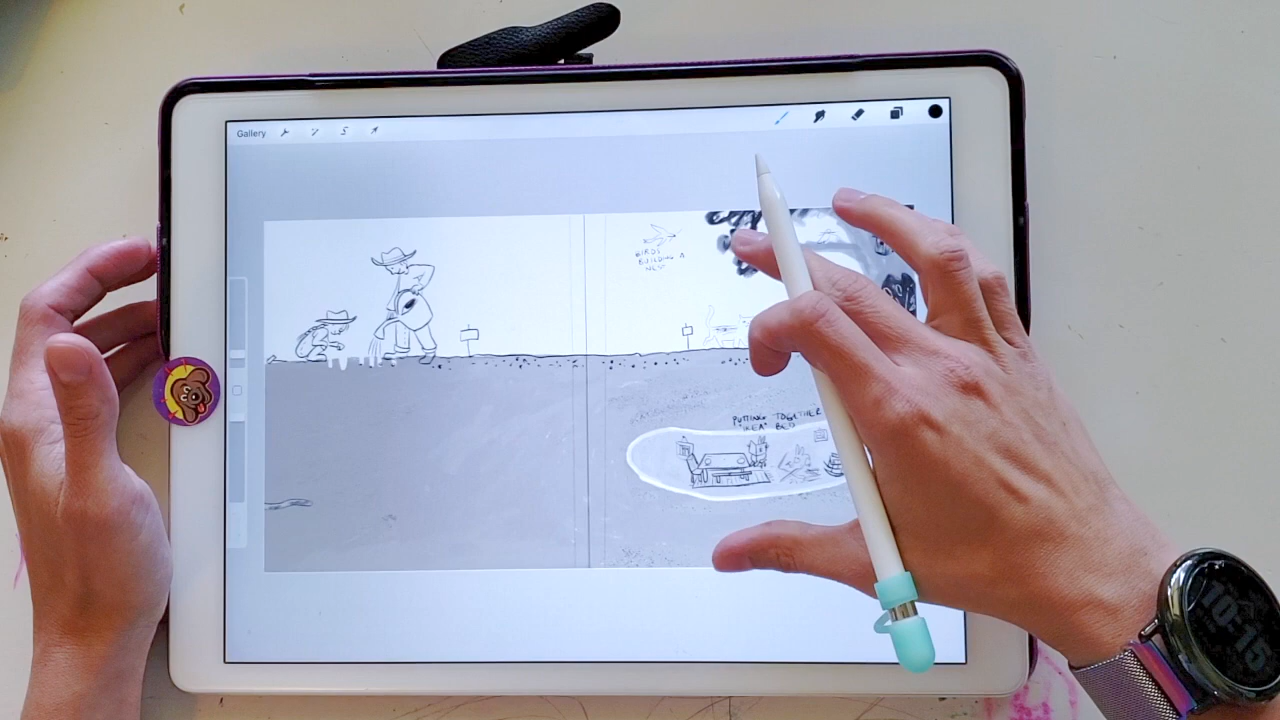 Gallery
BIRDS
BUILDING A
NEST
PUTTING TOGETHER
"IKEA" BED
10:15